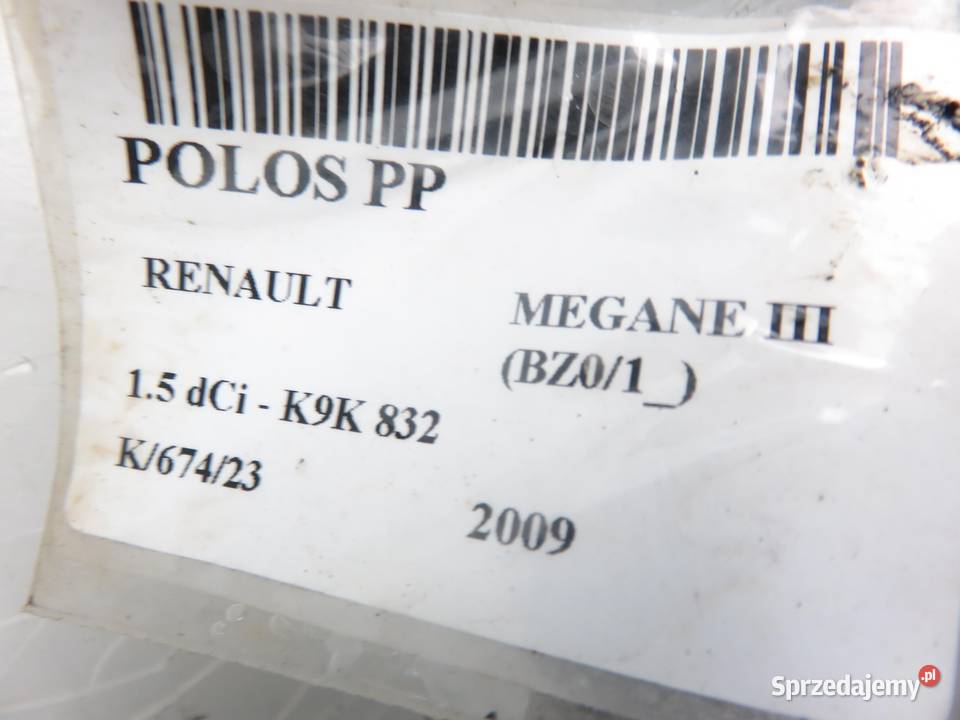 POLOS PP
RENAULT
MEGANE III
(BZ0/1_)
1.5 dCi - K9K 832
K/674/23
2009
Sprzedajemy.pl